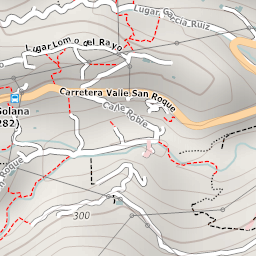 Lugar García Ruiz
Lugar Lomo del Rayo
Carretera Valle San Roque
Calle Roble
Solana
282)
300
Roque